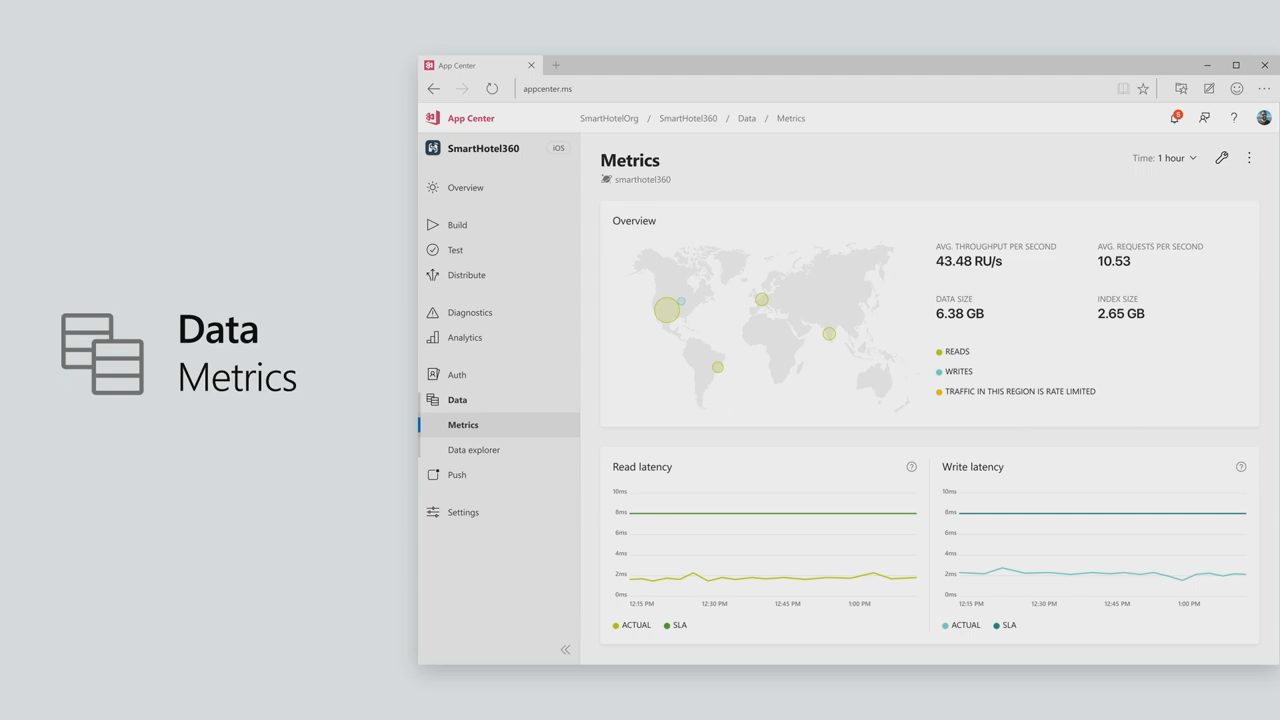 Data
Metrics
App Center
appcenter.ms
App Center
SmartHotelOrg / SmartHotel360 / Data / Metrics
6
?
SmartHotel360
iOS
Overview
Build
Test
Distribute
Diagnostics
Analytics
Auth
Data
Metrics
Data explorer
Push
Settings
Metrics
smarthotel360
Time: 1 hour
Overview
AVG. THROUGHPUT PER SECOND
43.48 RU/s
AVG. REQUESTS PER SECOND
10.53
DATA SIZE
6.38 GB
INDEX SIZE
2.65 GB
READS
WRITES
TRAFFIC IN THIS REGION IS RATE LIMITED
Read latency
?
10ms
8ms
6ms
4ms
2ms
0ms
12:15 PM 12:30 PM 12:45 PM 1:00 PM
ACTUAL SLA
Write latency
?
10ms
8ms
6ms
4ms
2ms
0ms
12:15 PM 12:30 PM 12:45 PM 1:00 PM
ACTUAL SLA